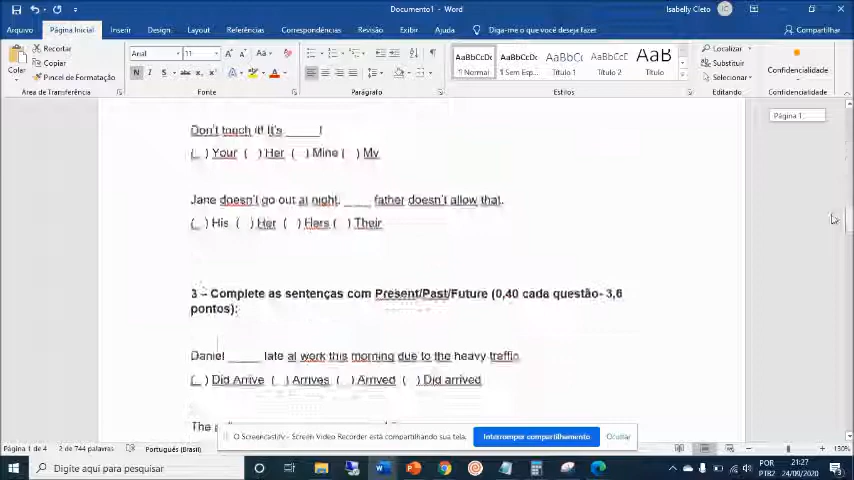 Documento1 - Word
Isabelly Cleto
Arquivo Página Inicial Inserir Design Layout Referências Correspondências Revisão Exibir Ajuda Diga-me o que você deseja fazer Compartilhar
Colar
Recortar
Copiar
Pincel de Formatação
Área de Transferência
Arial 11
N I S
Fonte
Parágrafo
AaBbCcDc AaBbCcDc AaBbCc AaBbCcC AaB
¶ Normal ¶ Sem Esp... Título 1 Título 2 Título
Estilos
Localizar
Substituir
Selecionar
Editando
Confidencialidade
Confidencialidade
Página 1
Don't touch it! It's _____!
( ) Your ( ) Her ( ) Mine ( ) My
Jane doesn't go out at night. ____ father doesn't allow that.
( ) His ( ) Her ( ) Hers ( ) Their
3 – Complete as sentenças com Present/Past/Future (0,40 cada questão- 3,6
pontos):
Daniel _____ late at work this morning due to the heavy traffic
( ) Did Arrive ( ) Arrives ( ) Arrived ( ) Did arrived
The
O Screencastify - Screen Video Recorder está compartilhando sua tela.
Interromper compartilhamento
Ocultar
Página 1 de 4 2 de 744 palavras Português (Brasil) 130%
Digite aqui para pesquisar
POR
PTB2
21:27
24/09/2020
3